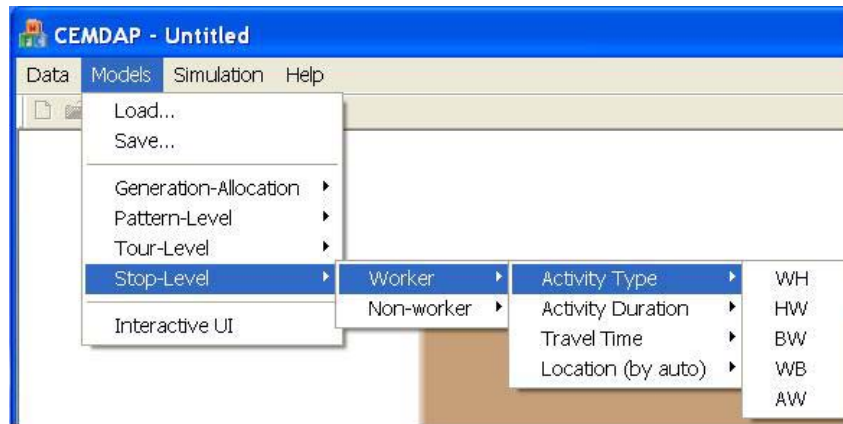 CEMDAP - Untitled
Data Models Simulation Help
Load...
Save...
Generation-Allocation
Pattern-Level
Tour-Level
Stop-Level
Interactive UI
Worker
Non-worker
Activity Type
Activity Duration
Travel Time
Location (by auto)
WH
HW
BW
WB
AW